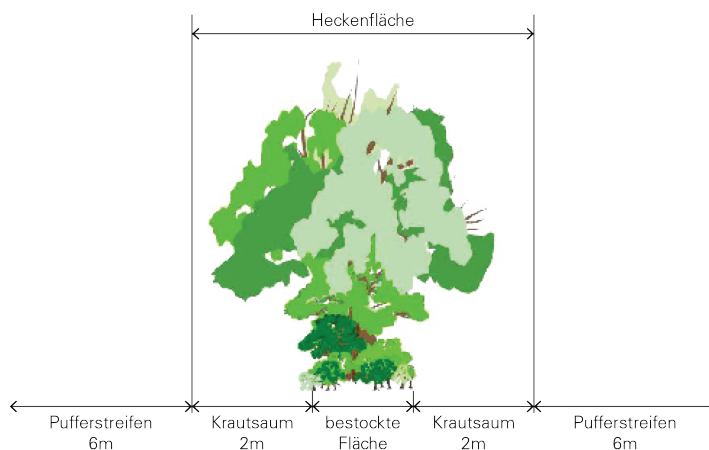 Heckenfläche
Pufferstreifen
6m
Krautsaum
2m
bestockte
Fläche
Krautsaum
2m
Pufferstreifen
6m